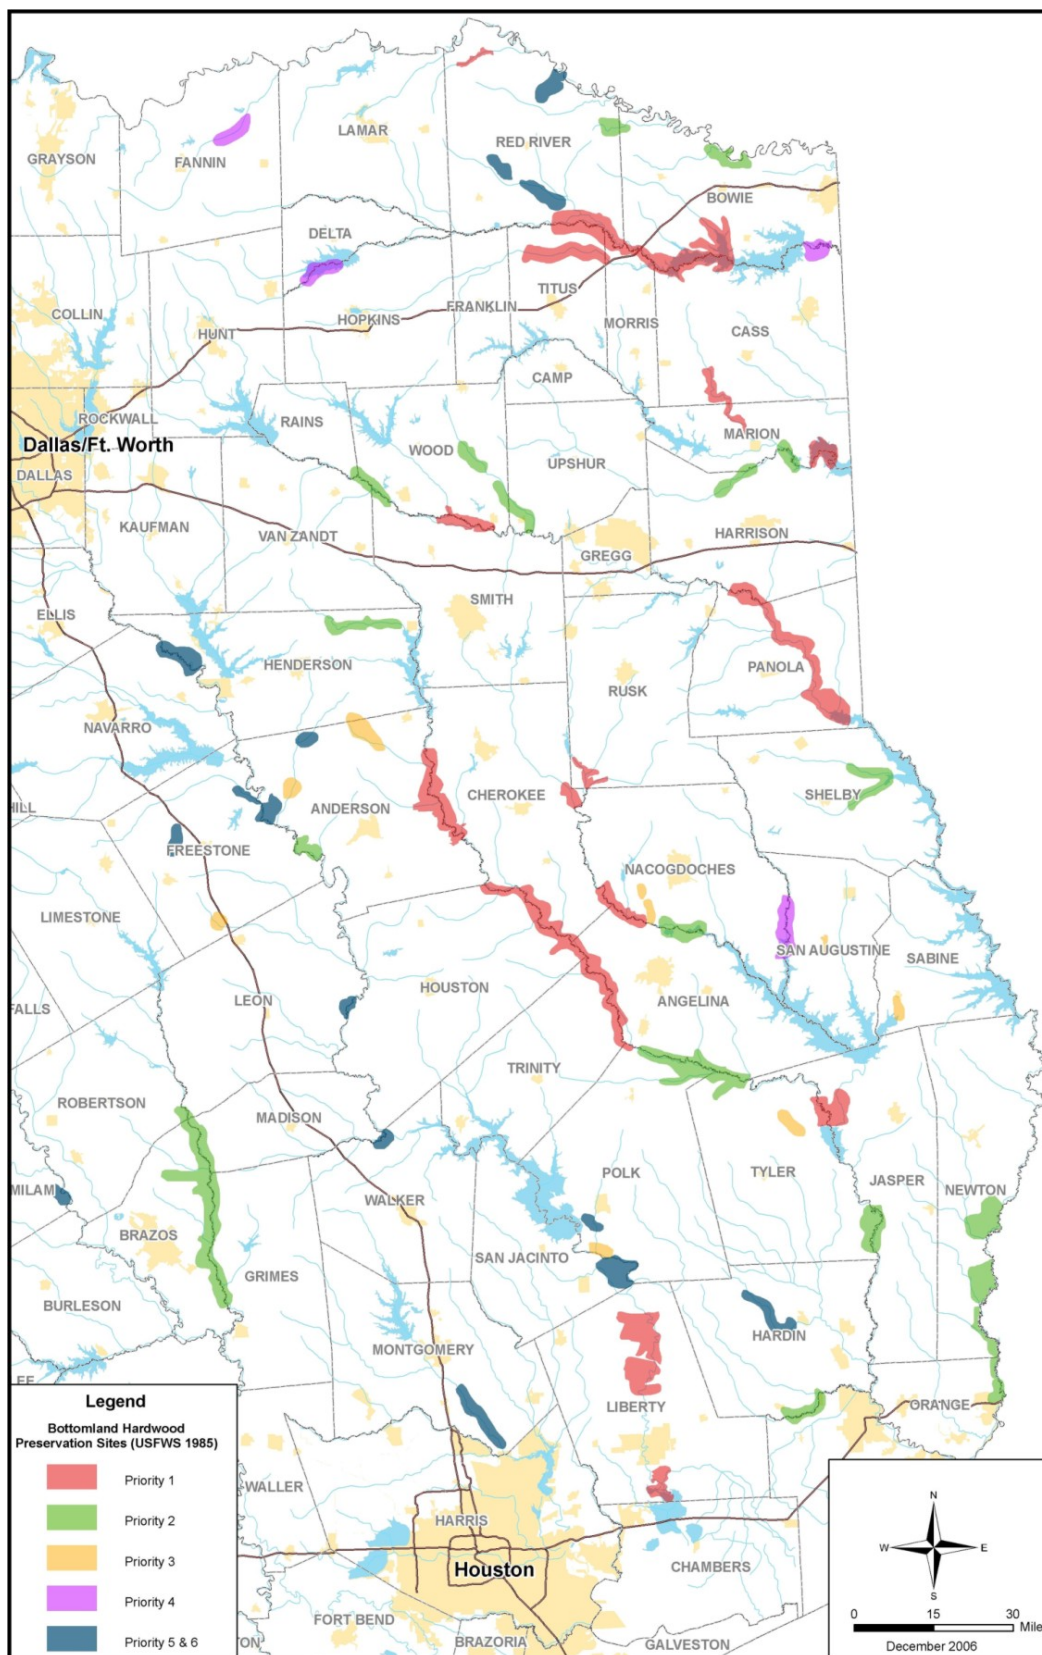 LAMAR
RED RIVER
GRAYSON
FANNIN
BOWIE
DELTA
TITUS
FRANKLIN
COLLIN
HOPKINS
HUNT
MORRIS
CASS
CAMP
ROCKWALL
RAINS
MARION
Dallas/Ft. Worth
WOOD
UPSHUR
DALLAS
KAUFMAN
VAN ZANDT
HARRISON
GREGG
SMITH
ELLIS
HENDERSON
PANOLA
RUSK
NAVARRO
CHEROKEE
SHELBY
HILL
ANDERSON
FREESTONE
NACOGDOCHES
LIMESTONE
SAN AUGUSTINE
SABINE
HOUSTON
LEON
ANGELINA
FALLS
TRINITY
ROBERTSON
MADISON
POLK
TYLER
JASPER
MILAM
NEWTON
WALKER
BRAZOS
SAN JACINTO
GRIMES
BURLESON
HARDIN
MONTGOMERY
EE
LIBERTY
ORANGE
Legend
Bottomland Hardwood
Preservation Sites (USFWS 1985)
Priority 1
Priority 2
Priority 3
Priority 4
Priority 5 & 6
WALLER
HARRIS
Houston
CHAMBERS
FORT BEND
TON
BRAZORIA
GALVESTON
N
W E
S
0 15 30
Mile
December 2006